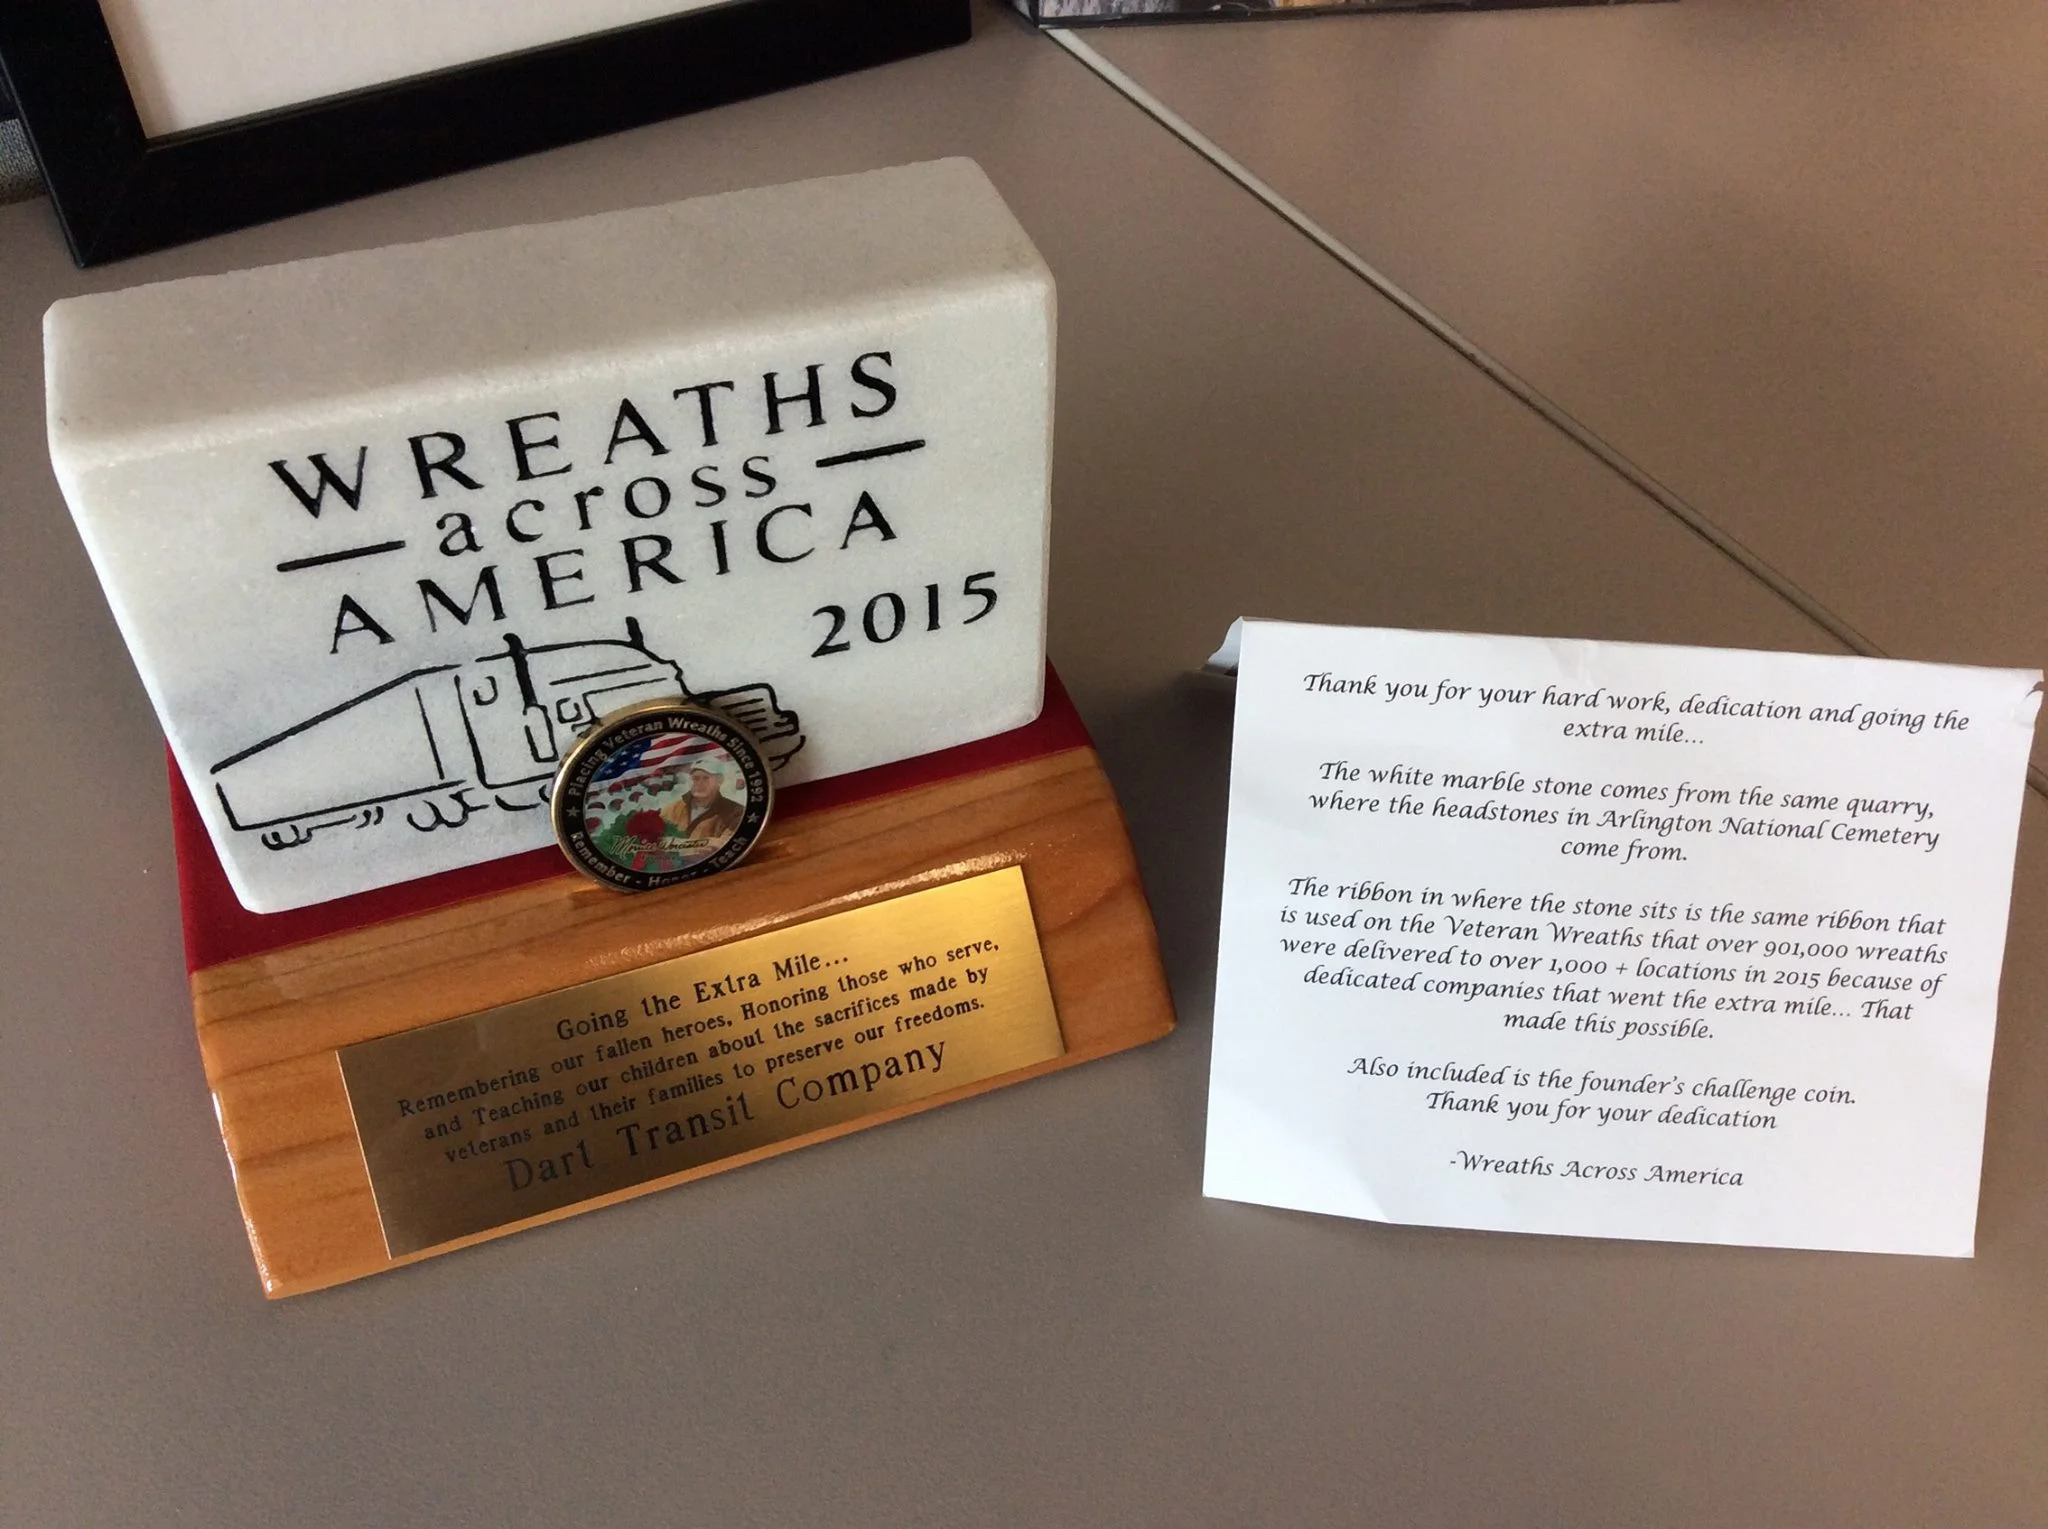 WREATHS
across
AMERICA
2015
Placing Veteran Wreaths Since 1992
Remember - Honor - Teach
Going the Extra Mile...
Remembering our fallen heroes, Honoring those who serve,
and Teaching our children about the sacrifices made by
veterans and their families to preserve our freedoms.
Dart Transit Company
Thank you for your hard work, dedication and going the
extra mile...
The white marble stone comes from the same quarry,
where the headstones in Arlington National Cemetery
come from.
The ribbon in where the stone sits is the same ribbon that
is used on the Veteran Wreaths that over 901,000 wreaths
were delivered to over 1,000 + locations in 2015 because of
dedicated companies that went the extra mile... That
made this possible.
Also included is the founder's challenge coin.
Thank you for your dedication
-Wreaths Across America